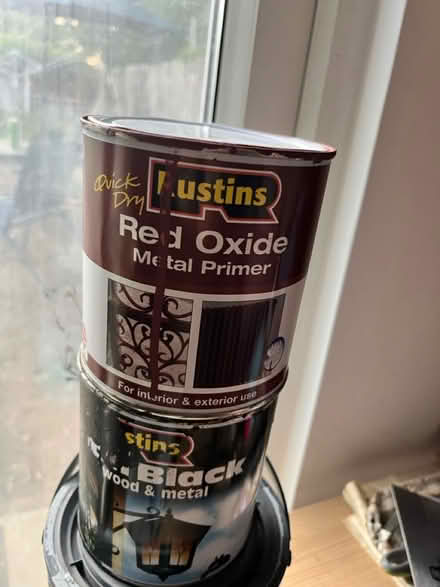 Quick
Dry
Rustins
Red Oxide
Metal Primer
For interior & exterior use
stins
Black
wood & metal